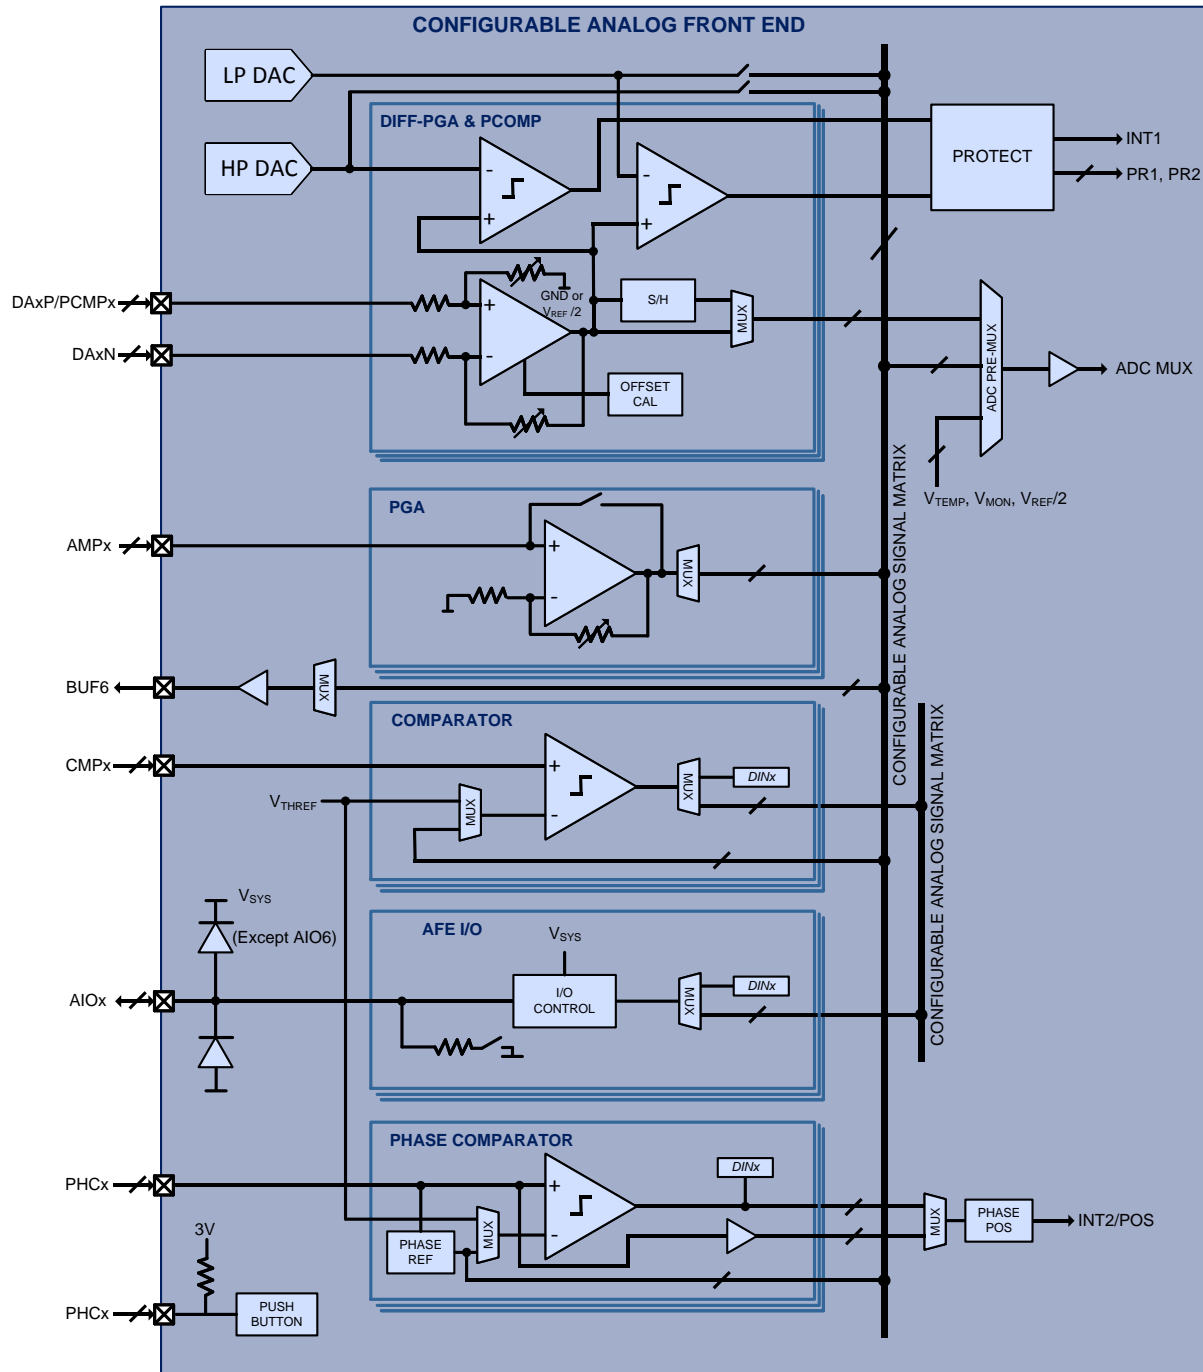 CONFIGURABLE ANALOG FRONT END
LP DAC
HP DAC
DIFF-PGA & PCOMP
-
+
-
+
PROTECT
INT1
PR1, PR2
DAxP/PCMPx
DAxN
+
-
GND or
VREF /2
S/H
MUX
OFFSET
CAL
ADC PRE-MUX
ADC MUX
VTEMP, VMON, VREF/2
CONFIGURABLE ANALOG SIGNAL MATRIX
PGA
AMPx
+
-
MUX
BUF6
MUX
COMPARATOR
CMPx
+
-
VTHREF
MUX
MUX
DINx
CONFIGURABLE ANALOG SIGNAL MATRIX
AFE I/O
VSYS
(Except AIO6)
VSYS
AIOx
I/O
CONTROL
MUX
DINx
PHASE COMPARATOR
PHCx
+
-
DINx
PHASE
REF
MUX
MUX
PHASE
POS
INT2/POS
3V
PHCx
PUSH
BUTTON